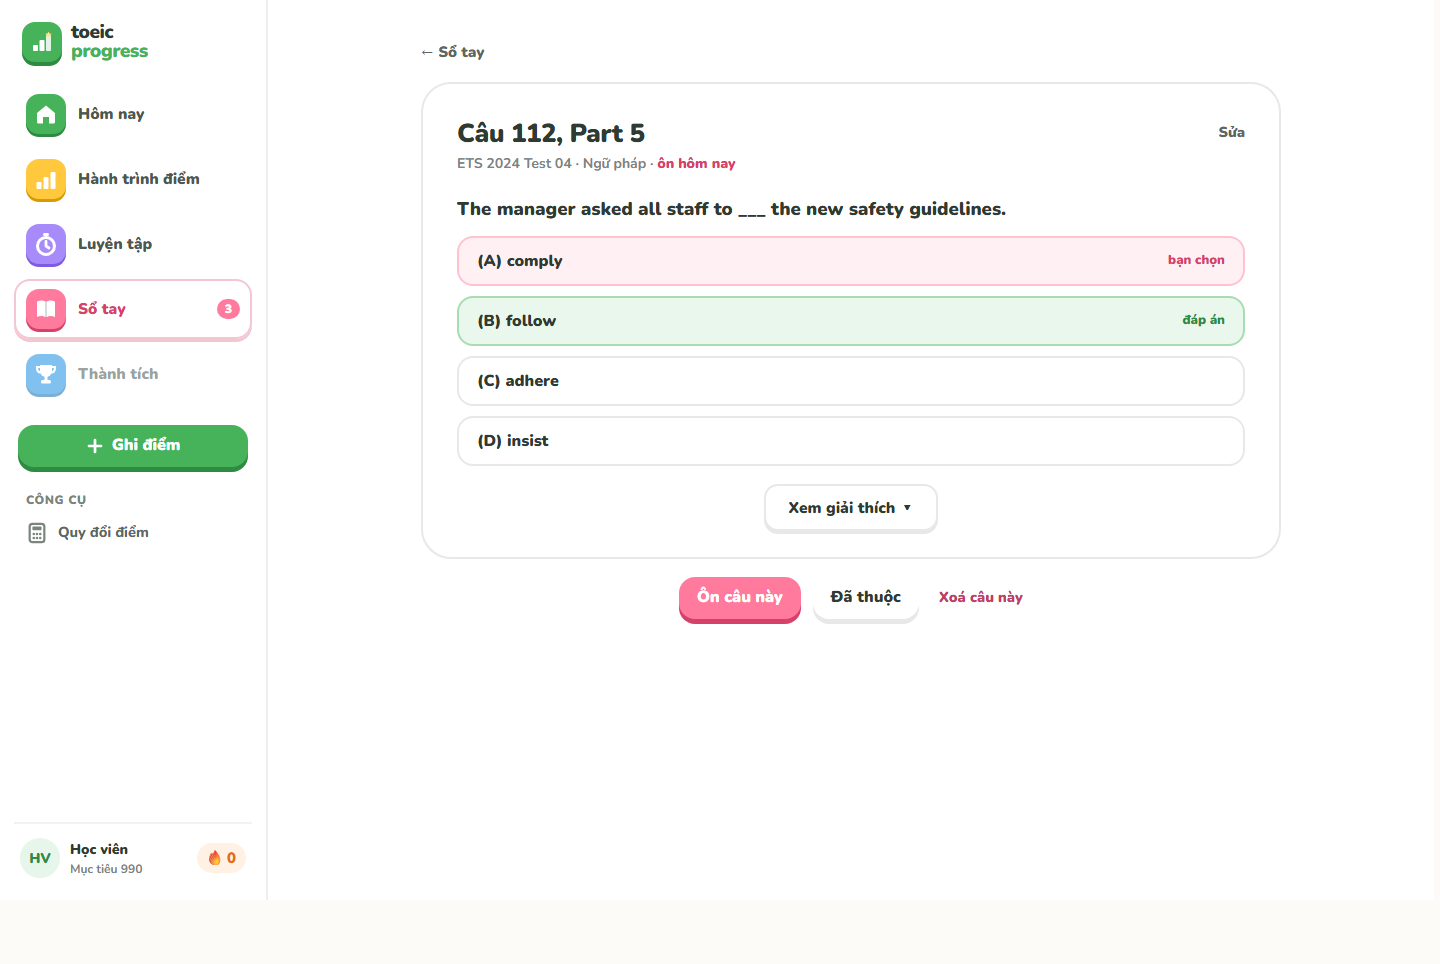 toeic
progress
Hôm nay
Hành trình điểm
Luyện tập
Sổ tay
3
Thành tích
+ Ghi điểm
CÔNG CỤ
Quy đổi điểm
HV
Học viên
Mục tiêu 990
0
← Sổ tay
Câu 112, Part 5
Sửa
ETS 2024 Test 04 · Ngữ pháp · ôn hôm nay
The manager asked all staff to ___ the new safety guidelines.
(A) comply
bạn chọn
(B) follow
đáp án
(C) adhere
(D) insist
Xem giải thích ▼
Ôn câu này
Đã thuộc
Xoá câu này